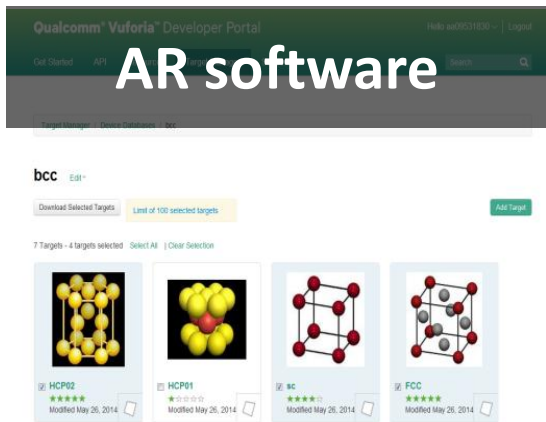 Qualcomm® Vuforia™ Developer Portal
Logout
Get Started API
AR software
Search
Target Manager / Device Databases / bcc
bcc Edit
Download Selected Targets Limit of 100 selected targets Add Target
7 Targets - 4 targets selected Select All | Clear Selection
HCP02 HCP01 sc FCC
Modified May 26, 2014 Modified May 26, 2014 Modified May 26, 2014 Modified May 26, 2014